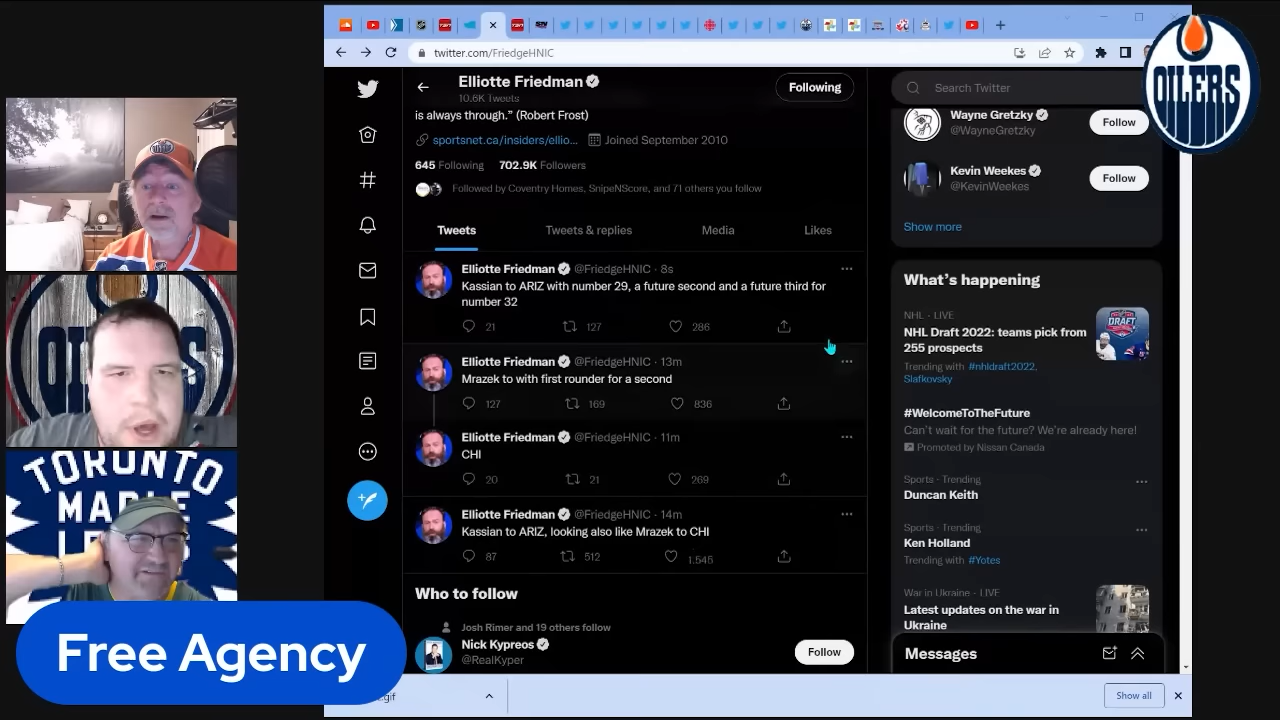 twitter.com/FriedgeHNIC
OILERS
Elliotte Friedman
10.6K Tweets
Following
Search Twitter
is always through.” (Robert Frost)
sportsnet.ca/insiders/ellio...
Joined September 2010
645 Following 702.9K Followers
Followed by Coventry Homes, SnipeNScore, and 71 others you follow
Tweets
Tweets & replies
Media
Likes
Elliotte Friedman @FriedgeHNIC · 8s
Kassian to ARIZ with number 29, a future second and a future third for
number 32
21 127 286
Elliotte Friedman @FriedgeHNIC · 13m
Mrazek to with first rounder for a second
127 169 836
Elliotte Friedman @FriedgeHNIC · 11m
CHI
20 21 269
Elliotte Friedman @FriedgeHNIC · 14m
Kassian to ARIZ, looking also like Mrazek to CHI
87 512 1,545
Who to follow
Josh Rimer and 19 others follow
Nick Kypreos
@RealKyper
Follow
Wayne Gretzky
@WayneGretzky
Follow
Kevin Weekes
@KevinWeekes
Follow
Show more
What’s happening
NHL · LIVE
NHL Draft 2022: teams pick from
255 prospects
Trending with #nhldraft2022,
Slafkovsky
DRAFT
#WelcomeToTheFuture
Can’t wait for the future? We’re already here!
Promoted by Nissan Canada
Sports · Trending
Duncan Keith
Sports · Trending
Ken Holland
Trending with #Yotes
War in Ukraine · LIVE
Latest updates on the war in
Ukraine
Messages
Show all
TORONTO
MAPLE
Free Agency